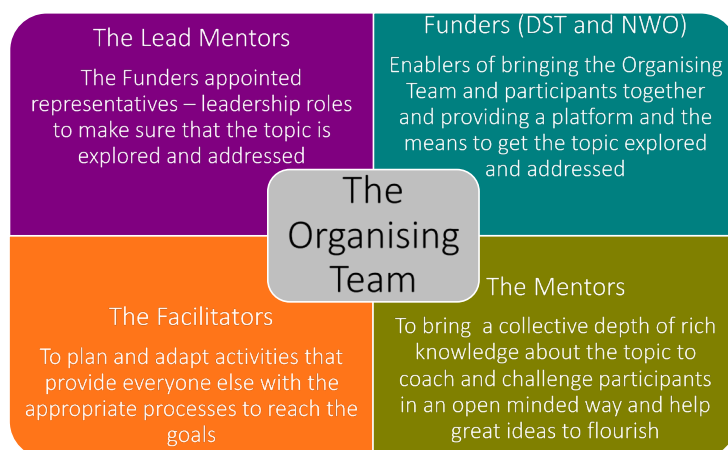 The Lead Mentors
The Funders appointed
representatives – leadership roles
to make sure that the topic is
explored and addressed
Funders (DST and NWO)
Enablers of bringing the Organising
Team and participants together
and providing a platform and the
means to get the topic explored
and addressed
The
Organising
Team
The Facilitators
To plan and adapt activities that
provide everyone else with the
appropriate processes to reach the
goals
The Mentors
To bring  a collective depth of rich
knowledge about the topic to
coach and challenge participants
in an open minded way and help
great ideas to flourish